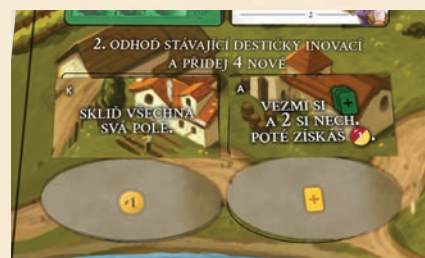 2
2. ODHOĎ STÁVAJÍCÍ DESTIČKY INOVACÍ
A PŘIDEJ 4 NOVÉ
K
SKLIĎ VŠECHNA
SVÁ POLE.
A
VEZMI SI
A 2 SI NECH.
POTÉ ZÍSKÁŠ